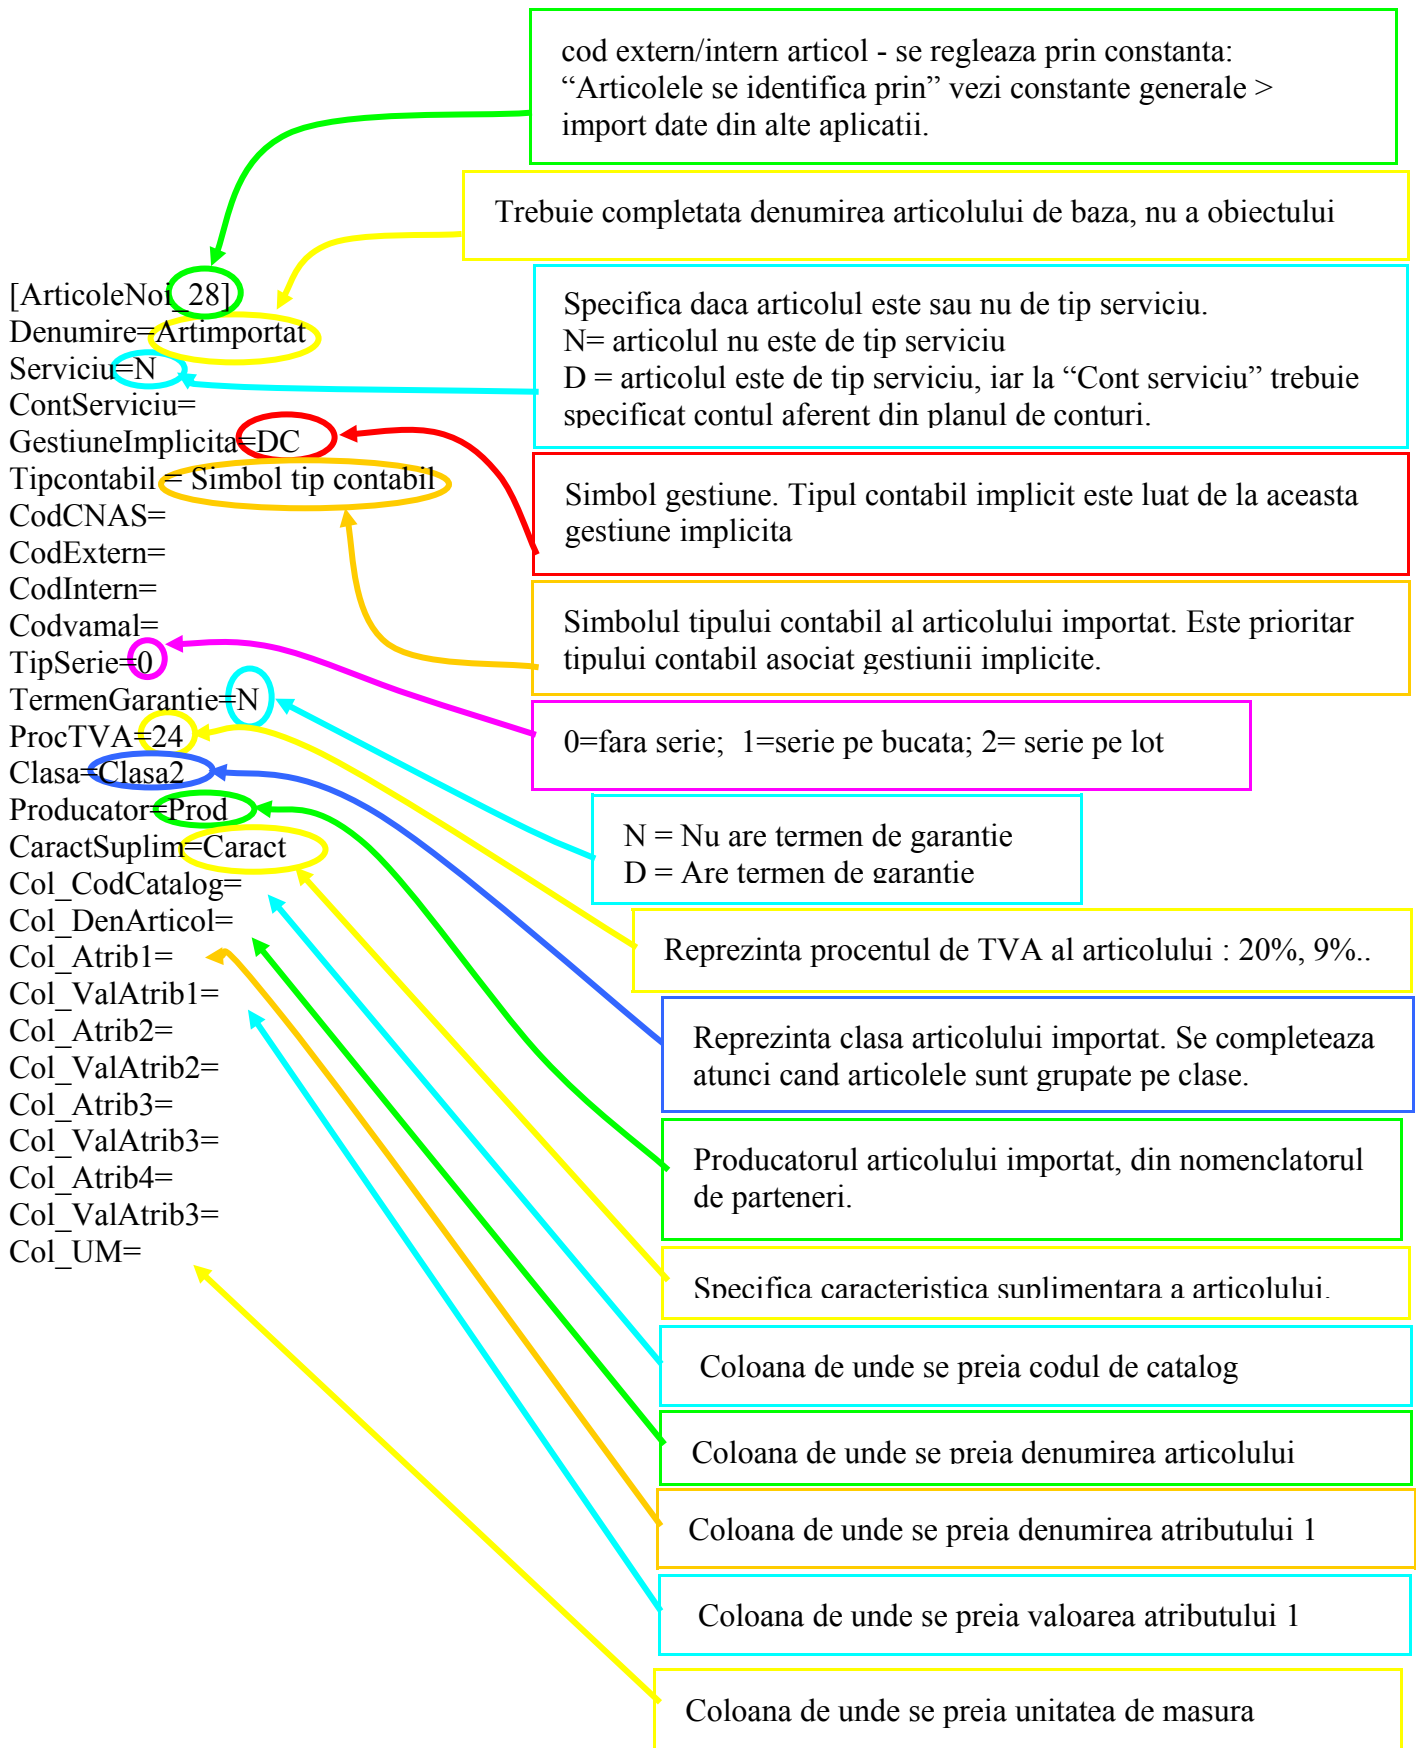 cod extern/intern articol - se regleaza prin constanta:
“Articolele se identifica prin” vezi constante generale >
import date din alte aplicatii.
Trebuie completata denumirea articolului de baza, nu a obiectului
[ArticoleNoi_28]
Denumire=Artimportat
Serviciu=N
ContServiciu=
GestiuneImplicita=DC
Tipcontabil = Simbol tip contabil
CodCNAS=
CodExtern=
CodIntern=
Codvamal=
TipSerie=0
TermenGarantie=N
ProcTVA=24
Clasa=Clasa2
Producator=Prod
CaractSuplim=Caract
Col_CodCatalog=
Col_DenArticol=
Col_Atrib1=
Col_ValAtrib1=
Col_Atrib2=
Col_ValAtrib2=
Col_Atrib3=
Col_ValAtrib3=
Col_Atrib4=
Col_ValAtrib3=
Col_UM=
Specifica daca articolul este sau nu de tip serviciu.
N= articolul nu este de tip serviciu
D = articolul este de tip serviciu, iar la “Cont serviciu” trebuie
specificat contul aferent din planul de conturi.
Simbol gestiune. Tipul contabil implicit este luat de la aceasta
gestiune implicita
Simbolul tipului contabil al articolului importat. Este prioritar
tipului contabil asociat gestiunii implicite.
0=fara serie;  1=serie pe bucata; 2= serie pe lot
N = Nu are termen de garantie
D = Are termen de garantie
Reprezinta procentul de TVA al articolului : 20%, 9%..
Reprezinta clasa articolului importat. Se completeaza
atunci cand articolele sunt grupate pe clase.
Producatorul articolului importat, din nomenclatorul
de parteneri.
Specifica caracteristica suplimentara a articolului.
Coloana de unde se preia codul de catalog
Coloana de unde se preia denumirea articolului
Coloana de unde se preia denumirea atributului 1
Coloana de unde se preia valoarea atributului 1
Coloana de unde se preia unitatea de masura